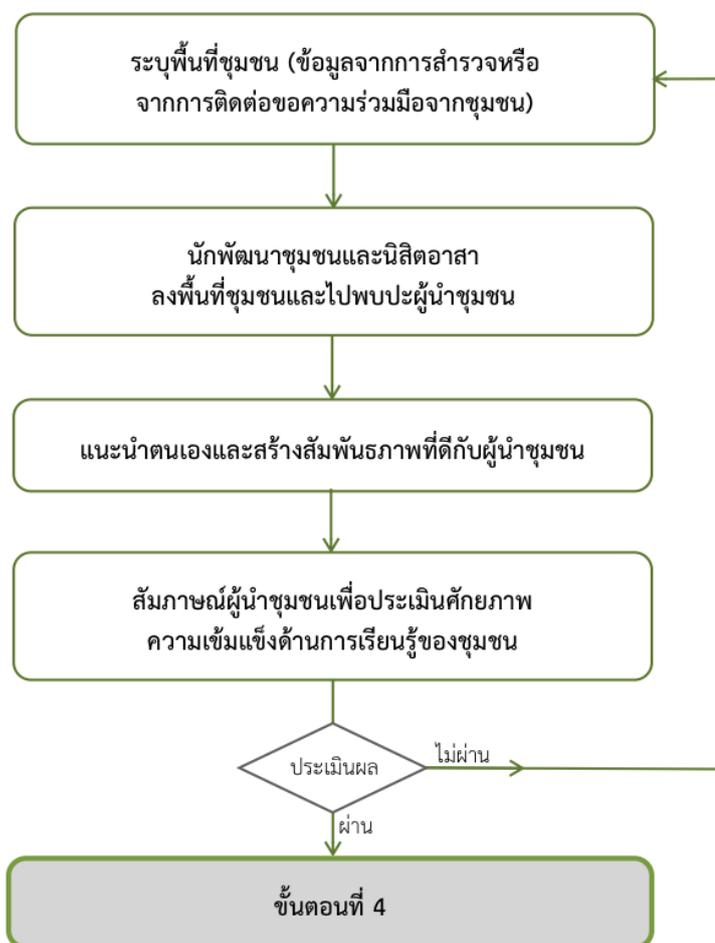 ระบุพื้นที่ชุมชน (ข้อมูลจากการสำรวจหรือ
จากการติดต่อขอความร่วมมือจากชุมชน)
นักพัฒนาชุมชนและนิสิตอาสา
ลงพื้นที่ชุมชนและไปพบปะผู้นำชุมชน
แนะนำตนเองและสร้างสัมพันธภาพที่ดีกับผู้นำชุมชน
สัมภาษณ์ผู้นำชุมชนเพื่อประเมินศักยภาพ
ความเข้มแข็งด้านการเรียนรู้ของชุมชน
ประเมินผล
ไม่ผ่าน
ผ่าน
ขั้นตอนที่ 4